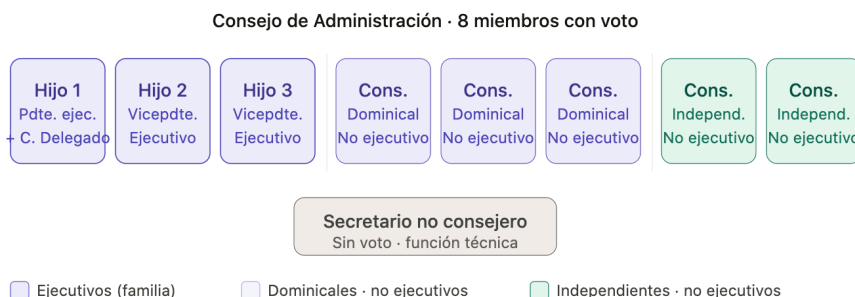 Consejo de Administración · 8 miembros con voto
Hijo 1
Pdte. ejec.
+ C. Delegado
Hijo 2
Vicepdte.
Ejecutivo
Hijo 3
Vicepdte.
Ejecutivo
Cons.
Dominical
No ejecutivo
Cons.
Dominical
No ejecutivo
Cons.
Dominical
No ejecutivo
Cons.
Independ.
No ejecutivo
Cons.
Independ.
No ejecutivo
Secretario no consejero
Sin voto · función técnica
Ejecutivos (familia)
Dominicales · no ejecutivos
Independientes · no ejecutivos